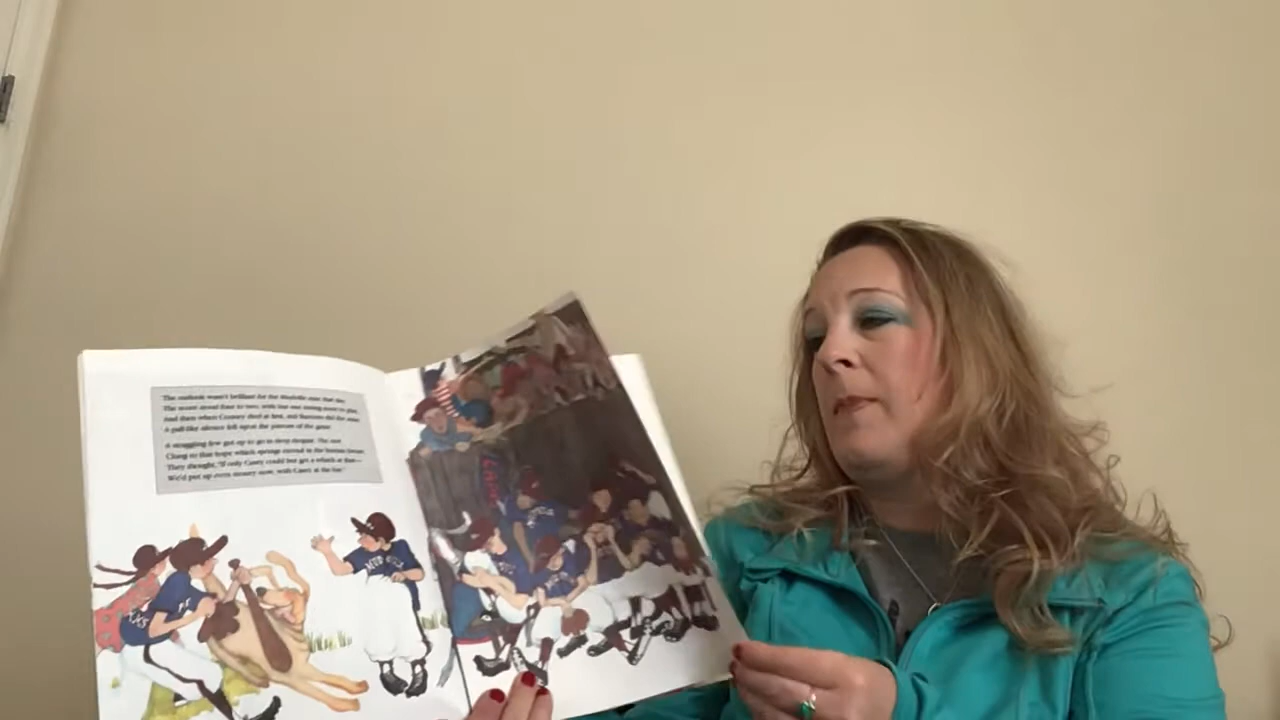 The outlook wasn't brilliant for the Mudville nine that day
The score stood four to two, with but one inning more to play,
And then when Cooney died at first, and Barrows did the same
A pall-like silence fell upon the patrons of the game
A straggling few got up to go in deep despair. The rest
Clung to that hope which springs eternal in the human breast
They thought, "If only Casey could but get a whack at that—
We'd put up even money now, with Casey at the bat."